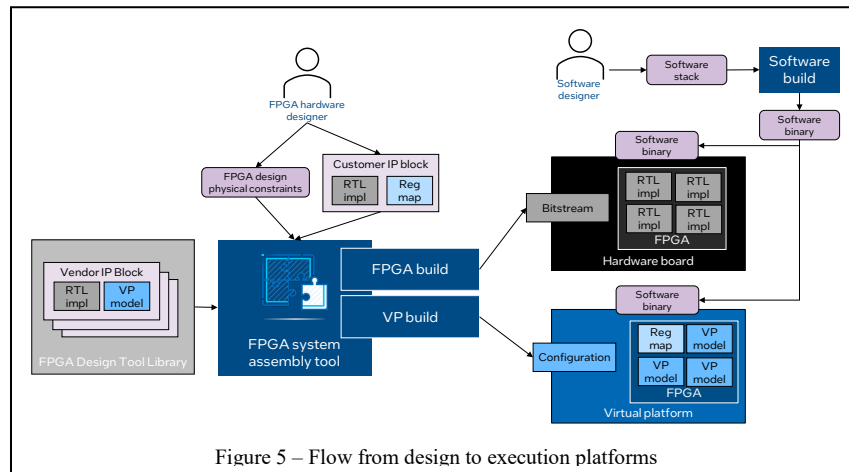 Software
designer
Software
stack
Software
build
Software
binary
FPGA hardware
designer
FPGA design
physical constraints
Customer IP block
RTL
impl
Reg
map
Software
binary
Bitstream
RTL
impl
RTL
impl
RTL
impl
RTL
impl
FPGA
Hardware board
Vendor IP Block
RTL
impl
VP
model
FPGA Design Tool Library
FPGA system
assembly tool
FPGA build
VP build
Software
binary
Configuration
Reg
map
VP
model
VP
model
VP
model
FPGA
Virtual platform
Figure 5 – Flow from design to execution platforms